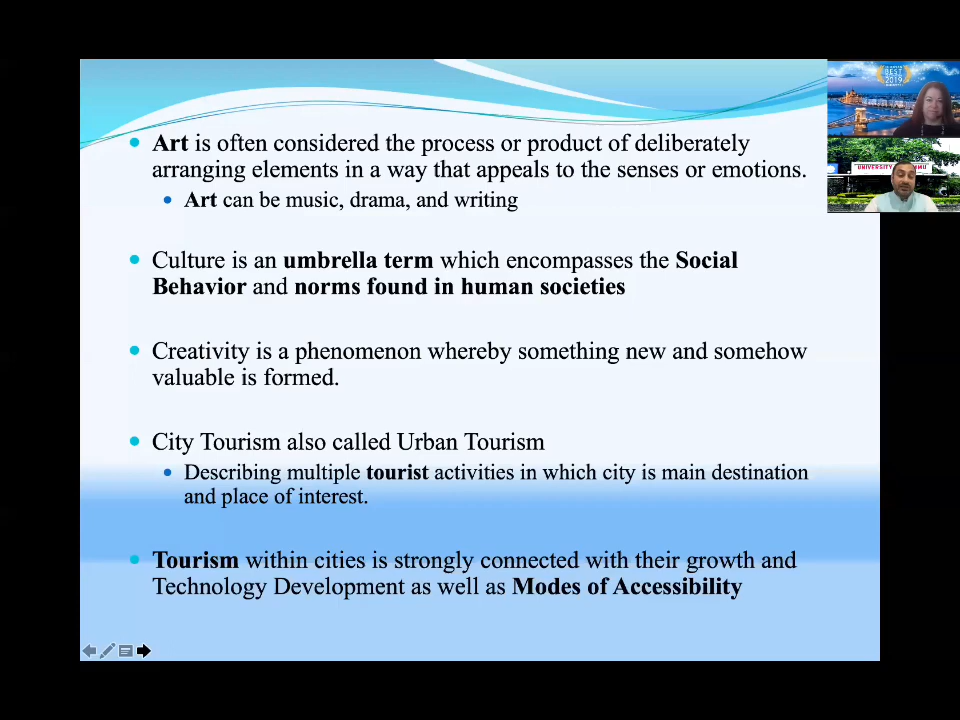 Art is often considered the process or product of deliberately
arranging elements in a way that appeals to the senses or emotions.
Art can be music, drama, and writing
Culture is an umbrella term which encompasses the Social
Behavior and norms found in human societies
Creativity is a phenomenon whereby something new and somehow
valuable is formed.
City Tourism also called Urban Tourism
Describing multiple tourist activities in which city is main destination
and place of interest.
Tourism within cities is strongly connected with their growth and
Technology Development as well as Modes of Accessibility
BEST
2019
UNIVERSITY